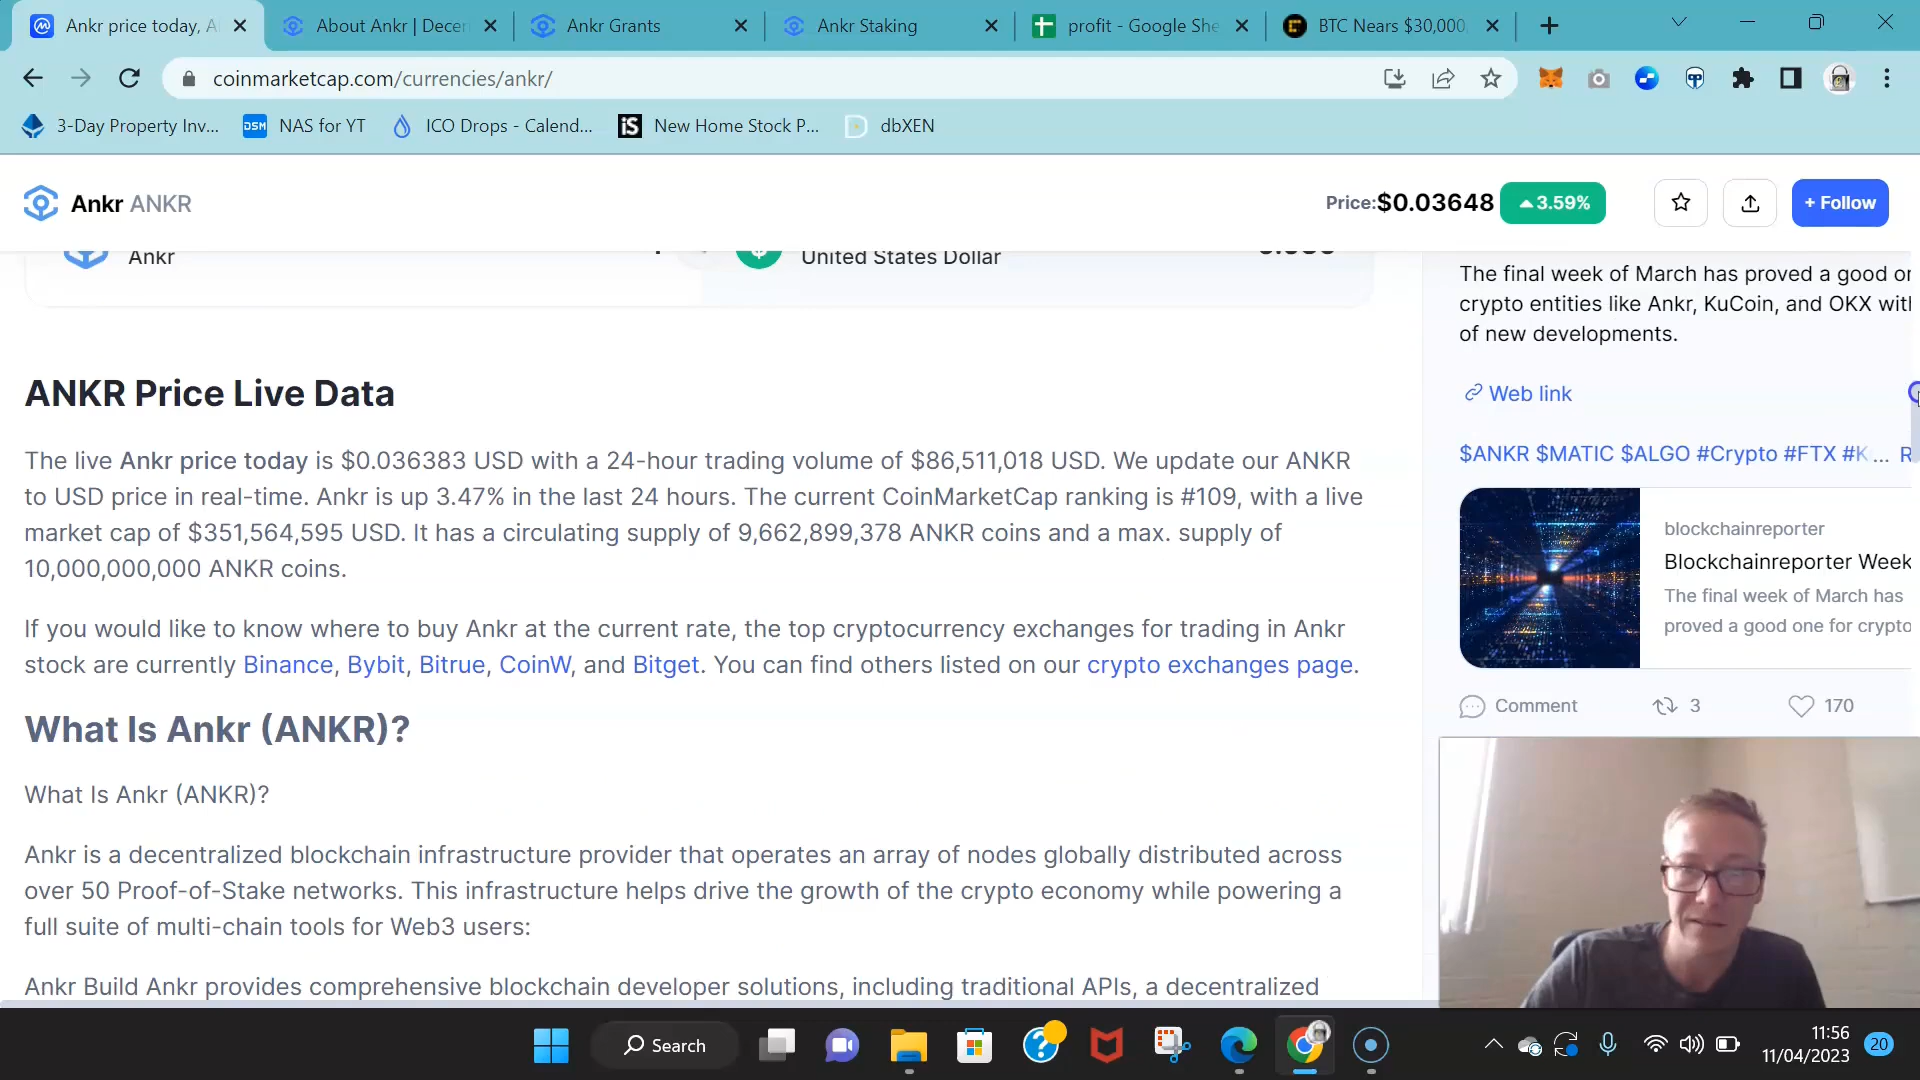 Ankr price today, A
About Ankr | Decen
Ankr Grants
Ankr Staking
profit - Google She
BTC Nears $30,000
coinmarketcap.com/currencies/ankr/
3-Day Property Inv...
DSM
NAS for YT
ICO Drops - Calend...
iS
New Home Stock P...
dbXEN
Ankr ANKR
Price:$0.03648
3.59%
+ Follow
Ankr
United States Dollar
The final week of March has proved a good
crypto entities like Ankr, KuCoin, and OKX
of new developments.
Web link
$ANKR $MATIC $ALGO #Crypto #FTX #K... R
blockchainreporter
Blockchainreporter Week
The final week of March has
proved a good one for crypto
Comment
3
170
ANKR Price Live Data
The live Ankr price today is $0.036383 USD with a 24-hour trading volume of $86,511,018 USD. We update our ANKR
to USD price in real-time. Ankr is up 3.47% in the last 24 hours. The current CoinMarketCap ranking is #109, with a live
market cap of $351,564,595 USD. It has a circulating supply of 9,662,899,378 ANKR coins and a max. supply of
10,000,000,000 ANKR coins.
If you would like to know where to buy Ankr at the current rate, the top cryptocurrency exchanges for trading in Ankr
stock are currently Binance, Bybit, Bitrue, CoinW, and Bitget. You can find others listed on our crypto exchanges page.
What Is Ankr (ANKR)?
What Is Ankr (ANKR)?
Ankr is a decentralized blockchain infrastructure provider that operates an array of nodes globally distributed across
over 50 Proof-of-Stake networks. This infrastructure helps drive the growth of the crypto economy while powering a
full suite of multi-chain tools for Web3 users:
Ankr Build Ankr provides comprehensive blockchain developer solutions, including traditional APIs, a decentralized
Search
11:56
11/04/2023
20